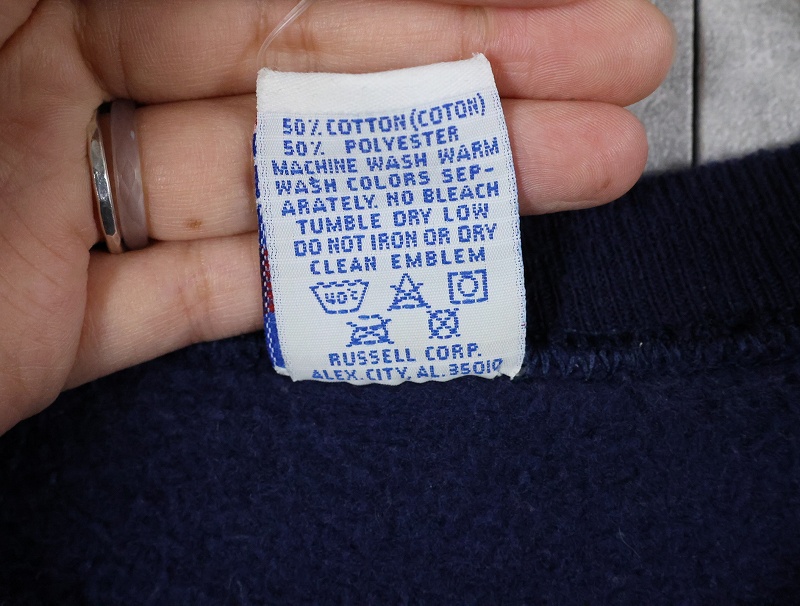 50% COTTON (COTON)
50% POLYESTER
MACHINE WASH WARM
WASH COLORS SEP-
ARATELY. NO BLEACH
TUMBLE DRY LOW
DO NOT IRON OR DRY
CLEAN EMBLEM
40°C
RUSSELL CORP.
ALEX. CITY, AL. 35010